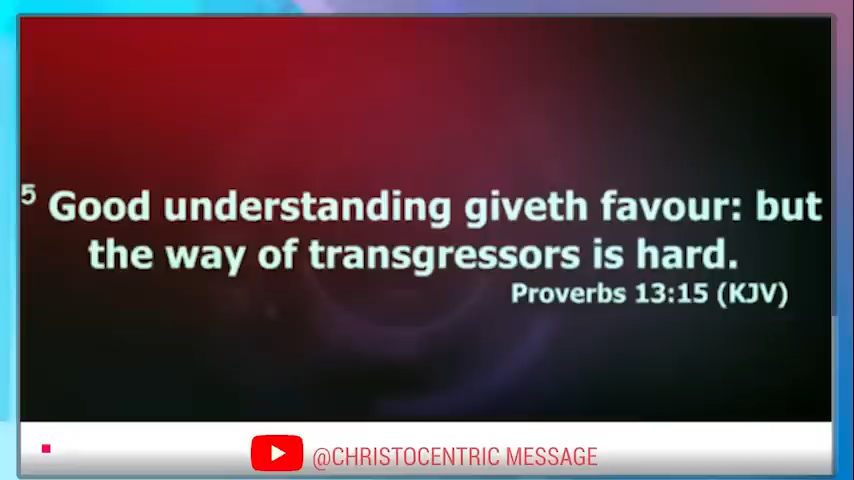 5 Good understanding giveth favour: but
the way of transgressors is hard.
Proverbs 13:15 (KJV)
@CHRISTOCENTRIC MESSAGE